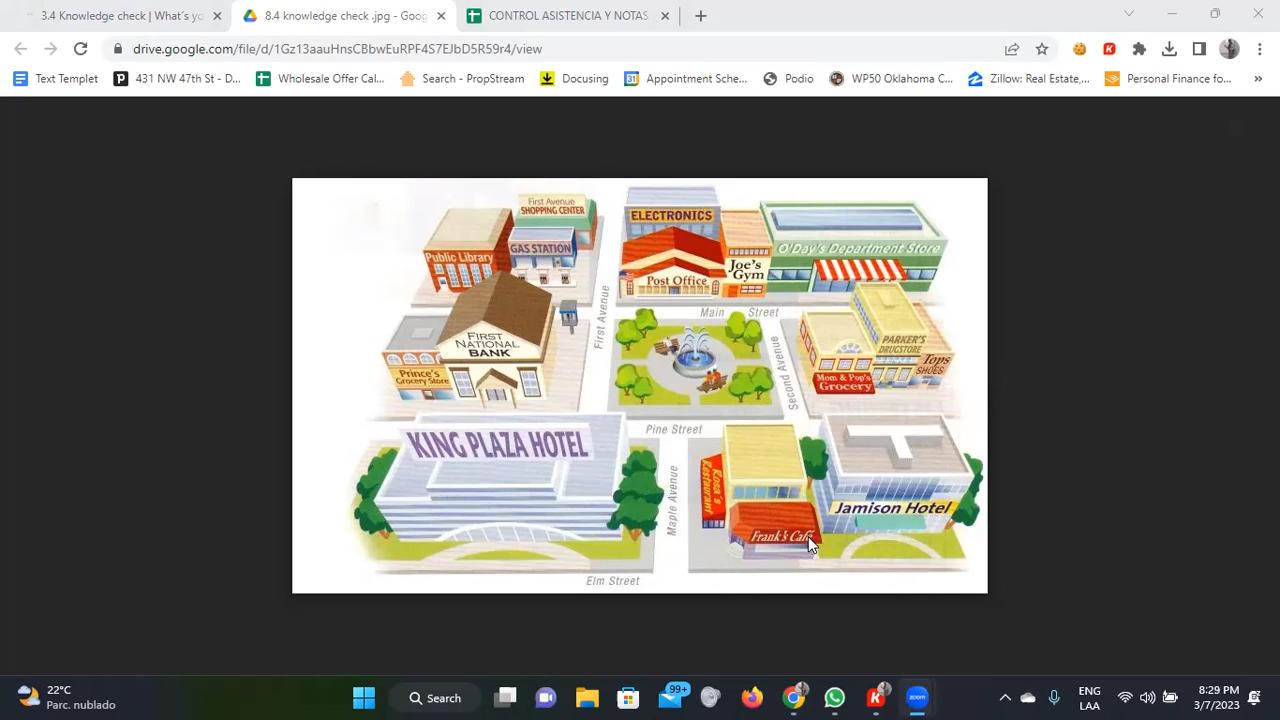 3.4 Knowledge check | What´s yo
8.4 knowledge check .jpg - Goog
CONTROL ASISTENCIA Y NOTAS
drive.google.com/file/d/1Gz13aauHnsCBbwEuRPF4S7EJbD5R59r4/view
Text Templet
431 NW 47th St - D...
Wholesale Offer Cal...
Search - PropStream
Docusing
Appointment Sche...
Podio
WP50 Oklahoma C...
Zillow: Real Estate,...
Personal Finance fo...
First Avenue
SHOPPING CENTER
ELECTRONICS
Public Library
GAS STATION
Post Office
Joe's
Gym
O'Day's Department Store
First Avenue
Main Street
FIRST
NATIONAL
BANK
Prince's
Grocery Store
Second Avenue
PARKER'S
DRUGSTORE
Tops
SHOES
Mom & Pop's
Grocery
Pine Street
KING PLAZA HOTEL
Maple Avenue
Rosa's
Restaurant
Frank's Café
Jamison Hotel
Elm Street
22°C
Parc. nublado
Search
99+
ENG
LAA
8:29 PM
3/7/2023